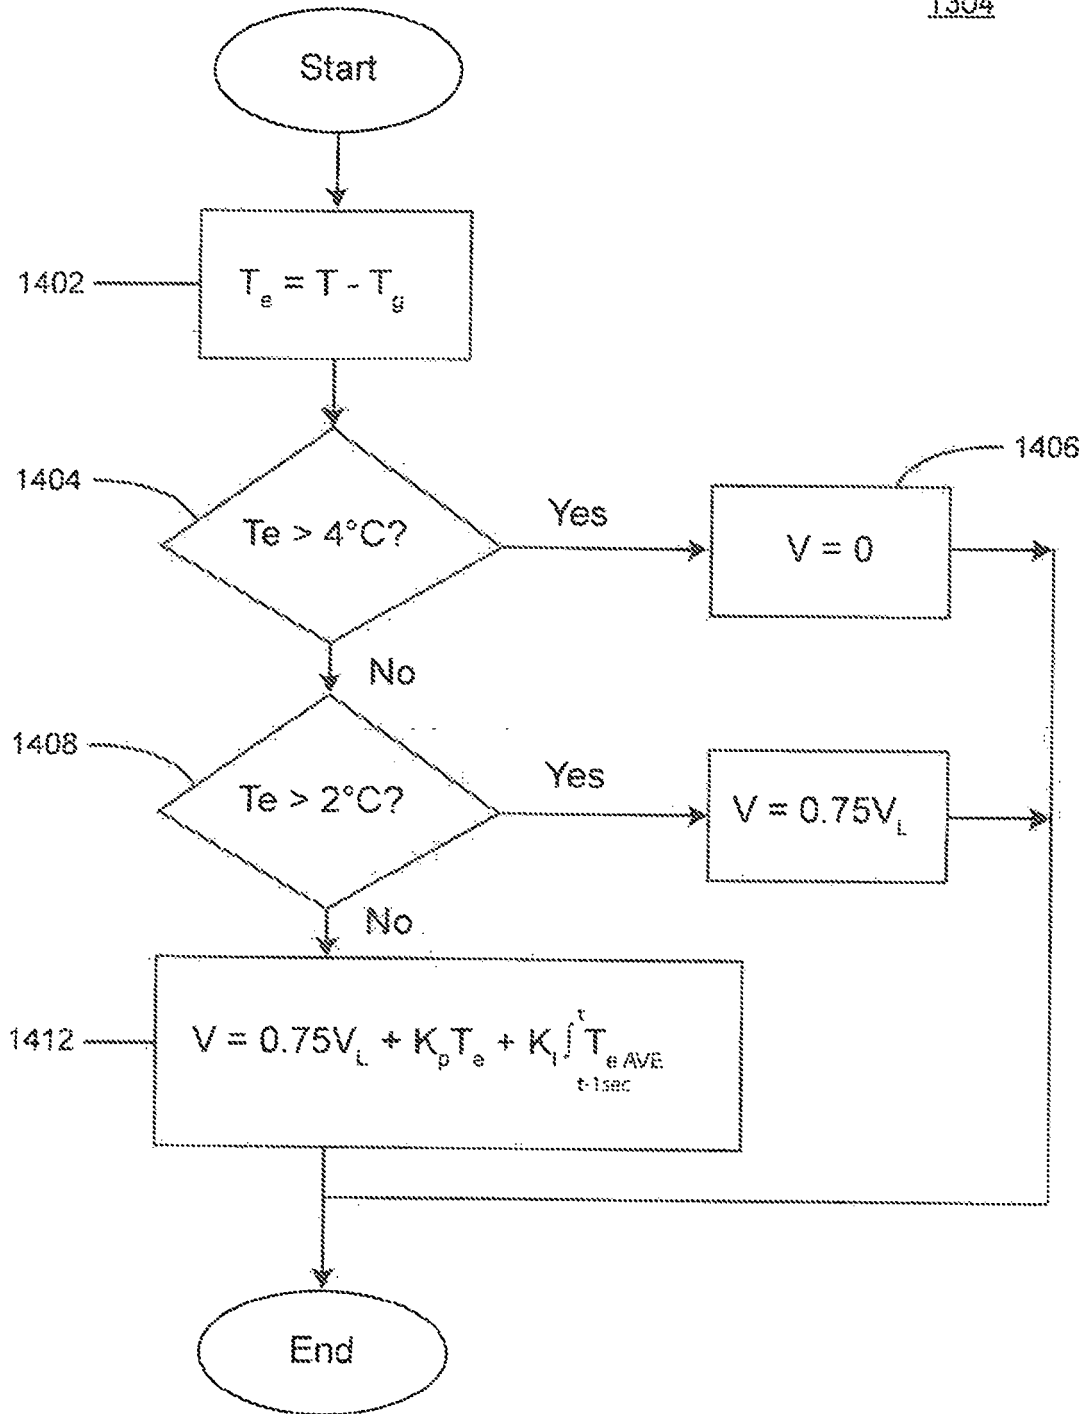 1304
Start
1402
T_e = T - T_g
1404
Te > 4°C?
Yes
1406
V = 0
No
1408
Te > 2°C?
Yes
V = 0.75V_L
No
1412
V = 0.75V_L + K_pT_e + K_I∫_{t-1sec}^{t}T_{e AVE}
End